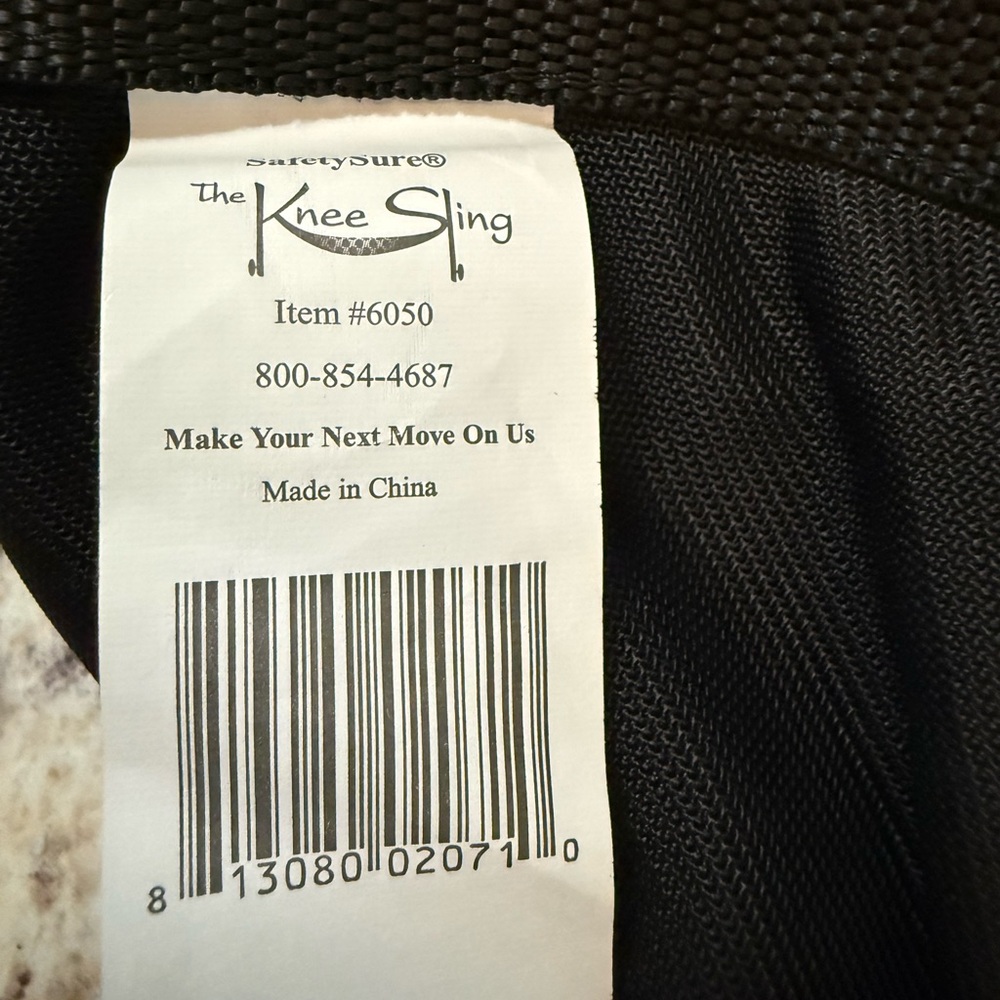 SafetySure®
The Knee Sling
Item #6050
800-854-4687
Make Your Next Move On Us
Made in China
8 13080 02071 0